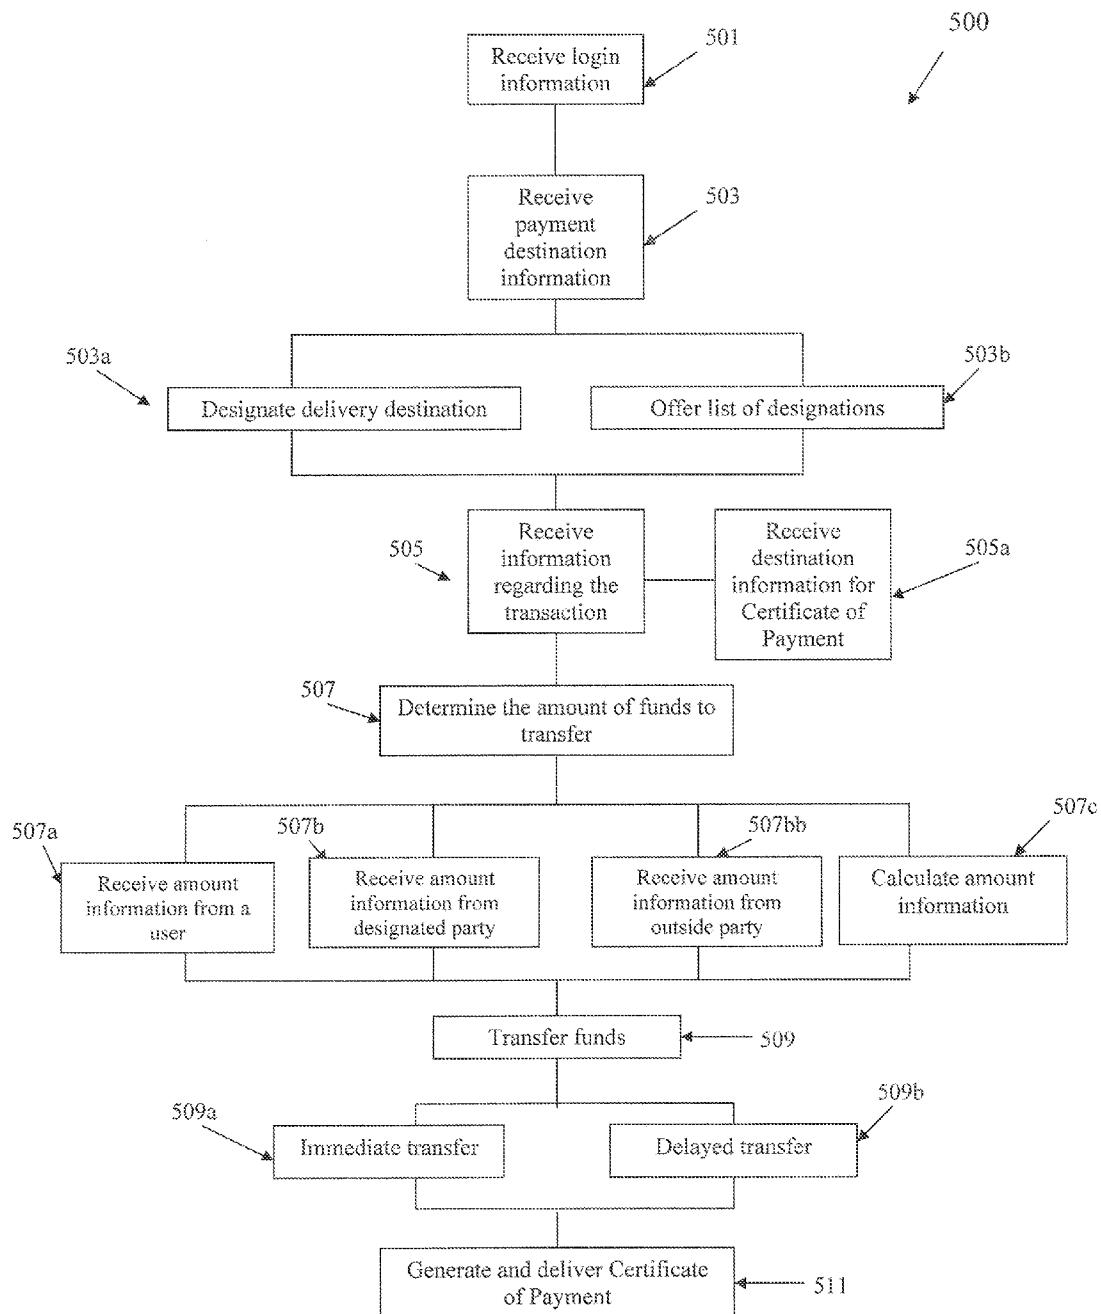 500
501
Receive login
information
503
Receive
payment
destination
information
503a
503b
Designate delivery destination
Offer list of designations
505
Receive
information
regarding the
transaction
Receive
destination
information for
Certificate of
Payment
505a
507
Determine the amount of funds to
transfer
507a
507b
507bb
507c
Receive amount
information from a
user
Receive amount
information from
designated party
Receive amount
information from
outside party
Calculate amount
information
Transfer funds
509
509a
509b
Immediate transfer
Delayed transfer
Generate and deliver Certificate
of Payment
511